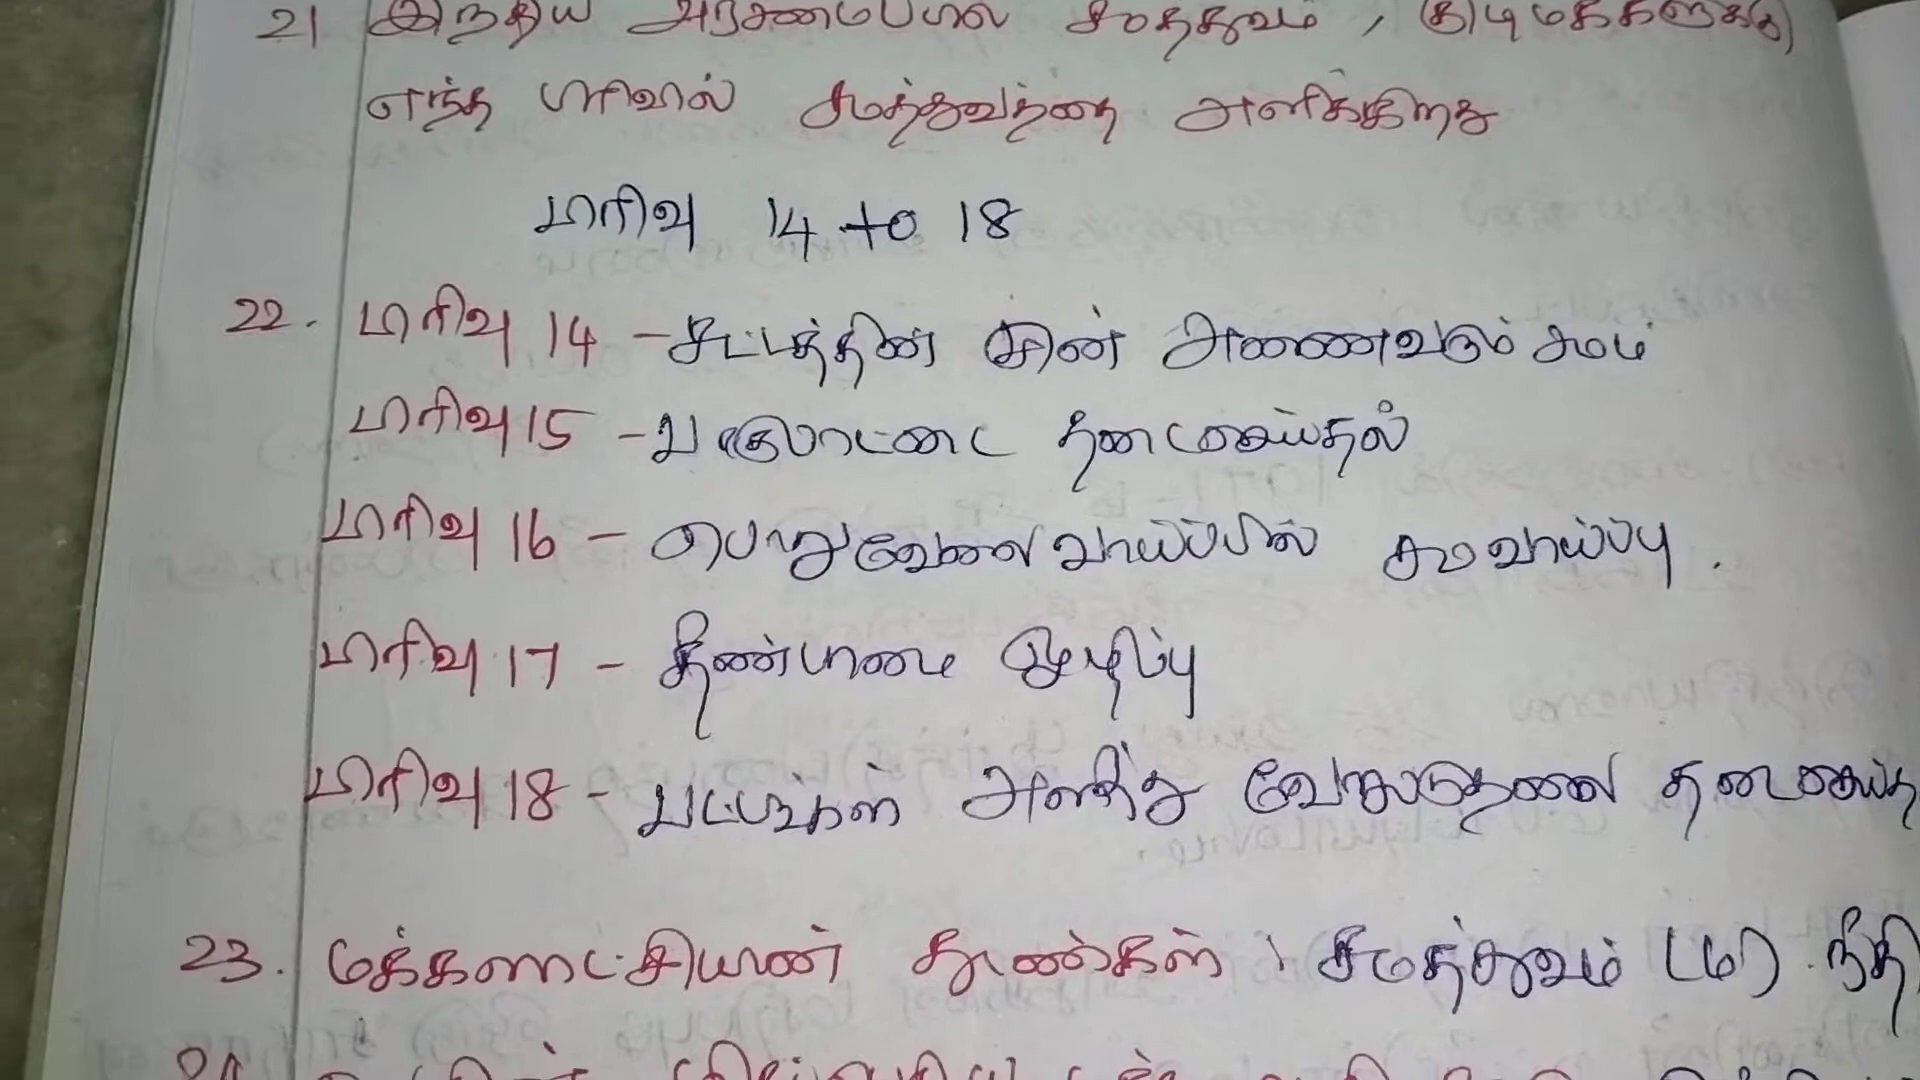 21 இந்திய அரசமைப்பில் சமத்துவம், குடிமக்களுக்கு
எந்த பிரிவில் சமத்துவத்தை அளிக்கிறது
பிரிவு 14 to 18
22. பிரிவு 14 - சட்டத்தின் முன் அனைவரும் சமம்
பிரிவு 15 - பாகுபாட்டை தடைசெய்தல்
பிரிவு 16 - பொதுவேலைவாய்ப்பில் சமவாய்ப்பு.
பிரிவு 17 - தீண்டாமை ஒழிப்பு
பிரிவு 18 - பட்டங்கள் அளித்து வேறுபடுதலை தடைசெய்த
23. மக்களாட்சியின் தூண்கள் : சமத்துவம் (ம) நீதி